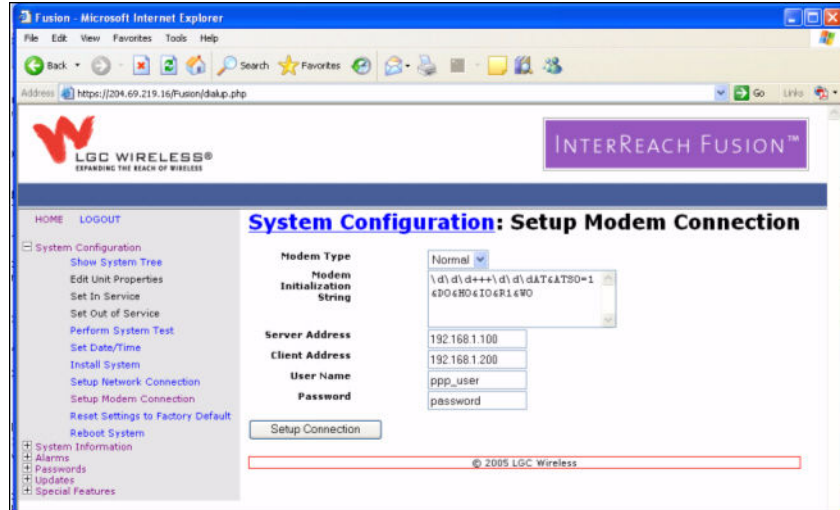 Fusion - Microsoft Internet Explorer
File Edit View Favorites Tools Help
Back Search Favorites
Address https://204.69.219.16/Fusion/dialup.php Go Links
LGC WIRELESS®
EXPANDING THE REACH OF WIRELESS
INTERREACH FUSION™
HOME LOGOUT
System Configuration
Show System Tree
Edit Unit Properties
Set In Service
Set Out of Service
Perform System Test
Set Date/Time
Install System
Setup Network Connection
Setup Modem Connection
Reset Settings to Factory Default
Reboot System
System Information
Alarms
Passwords
Updates
Special Features
System Configuration: Setup Modem Connection
Modem Type Normal
Modem Initialization String
\d\d\d+++\d\d\dAT&ATS0=1
&D0&H0&I0&R1&W0
Server Address 192.168.1.100
Client Address 192.168.1.200
User Name ppp_user
Password password
Setup Connection
© 2005 LGC Wireless